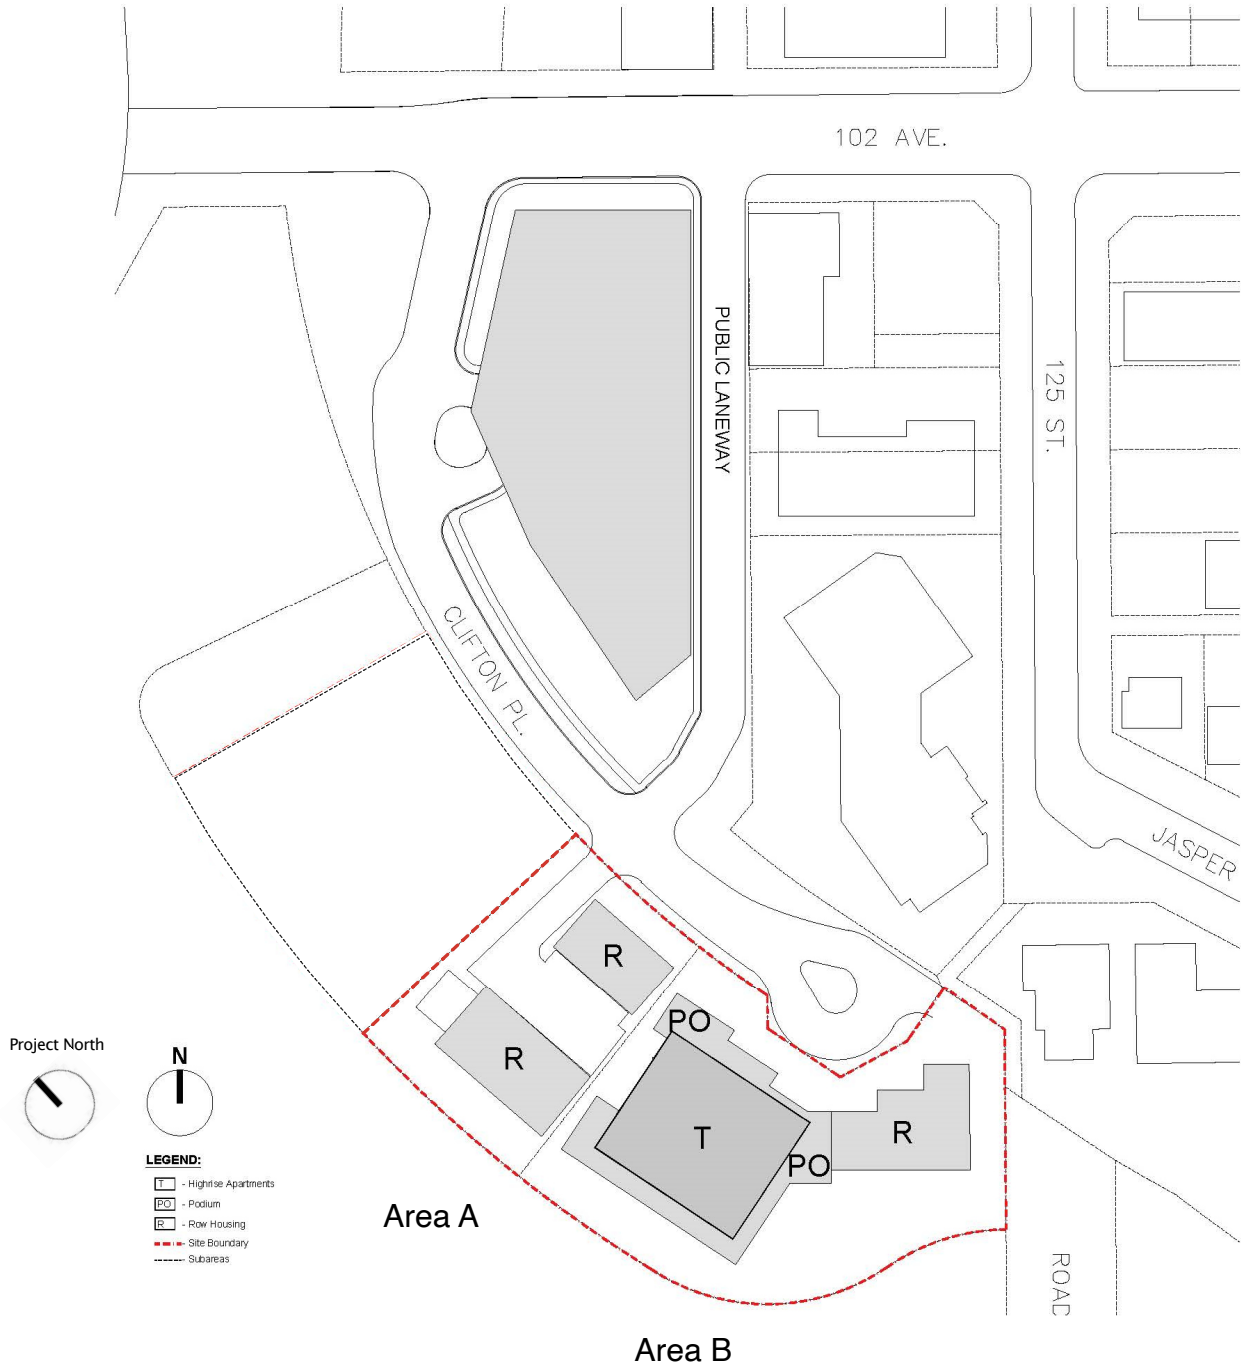 102 AVE.
PUBLIC LANEWAY
125 ST.
CLIFTON PL.
JASPER
R
R
PO
T
PO
R
Project North
N
LEGEND:
T - Highrise Apartments
PO - Podium
R - Row Housing
- Site Boundary
- Subareas
Area A
ROAD
Area B